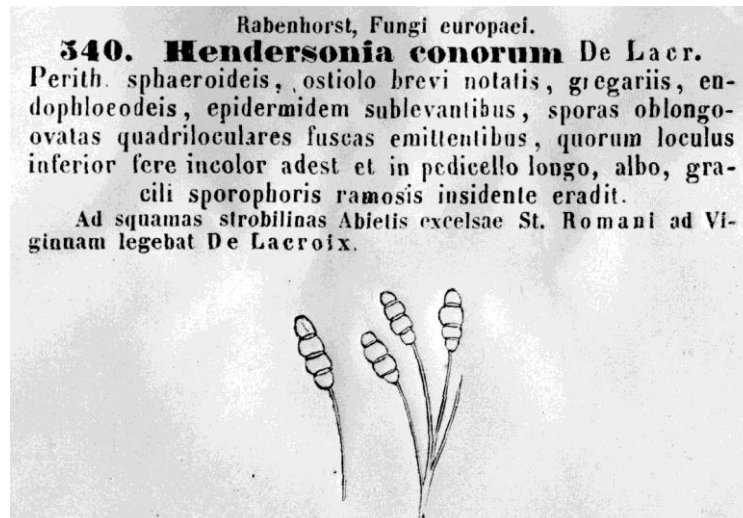 Rabenhorst, Fungi europaei.
540. Hendersonia conorum De Lacr.
Perith. sphaeroideis, ostiolo brevi notatis, gregariis, en-
dophloeodeis, epidermidem sublevantibus, sporas oblongo-
ovatas quadriloculares fuscas emittentibus, quorum loculus
inferior fere incolor adest et in pedicello longo, albo, gra-
cili sporophoris ramosis insidente eradit.
Ad squamas strobilinas Abietis excelsae St. Romani ad Vi-
ginnam legebat De Lacroix.